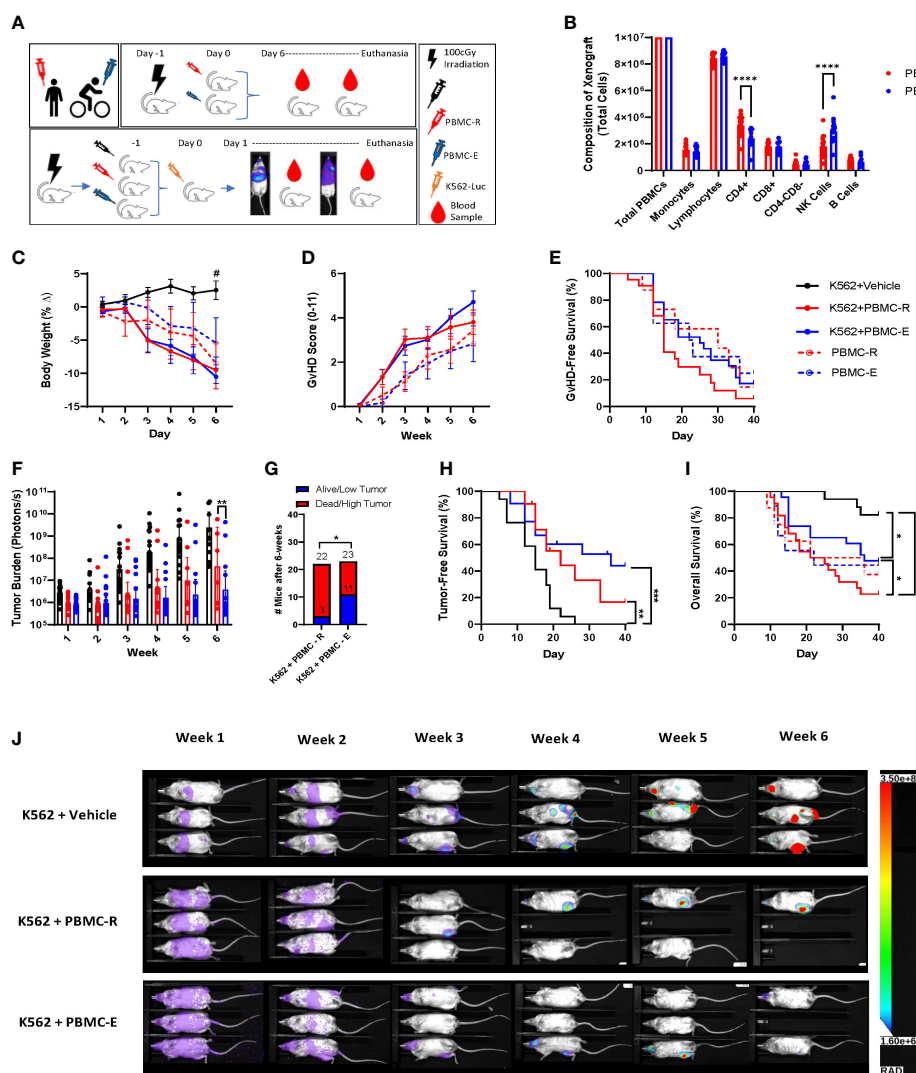 A
Day -1
Day 0
Day 6
Euthanasia
100cGy
Irradiation
PBMC-R
PBMC-E
K562-Luc
Blood
Sample
-1
Day 0
Day 1
Euthanasia
B
Composition of Xenograft
(Total Cells)
1×10⁷
8×10⁶
6×10⁶
4×10⁶
2×10⁶
0
****
****
PB
PB
Total PBMCs
Monocytes
Lymphocytes
CD4+
CD8+
CD4-CD8-
NK Cells
B Cells
C
Body Weight (% Δ)
5
0
-5
-10
-15
#
1 2 3 4 5 6
Day
D
GvHD Score (0-11)
6
4
2
0
1 2 3 4 5 6
Week
E
GvHD-Free Survival (%)
100
80
60
40
20
0 10 20 30 40
Day
K562+Vehicle
K562+PBMC-R
K562+PBMC-E
PBMC-R
PBMC-E
F
Tumor Burden (Photons/s)
10¹¹
10¹⁰
10⁹
10⁸
10⁷
10⁶
10⁵
**
1 2 3 4 5 6
Week
G
Alive/Low Tumor
Dead/High Tumor
# Mice after 6-weeks
40
30
20
10
0
*
22
23
3
11
K562 + PBMC - R
K562 + PBMC - E
H
Tumor-Free Survival (%)
100
80
60
40
20
0
0 10 20 30 40
Day
**
***
I
Overall Survival (%)
100
80
60
40
20
0
0 10 20 30 40
Day
*
*
J
Week 1
Week 2
Week 3
Week 4
Week 5
Week 6
K562 + Vehicle
K562 + PBMC-R
K562 + PBMC-E
3.50e+8
1.60e+6
RAD